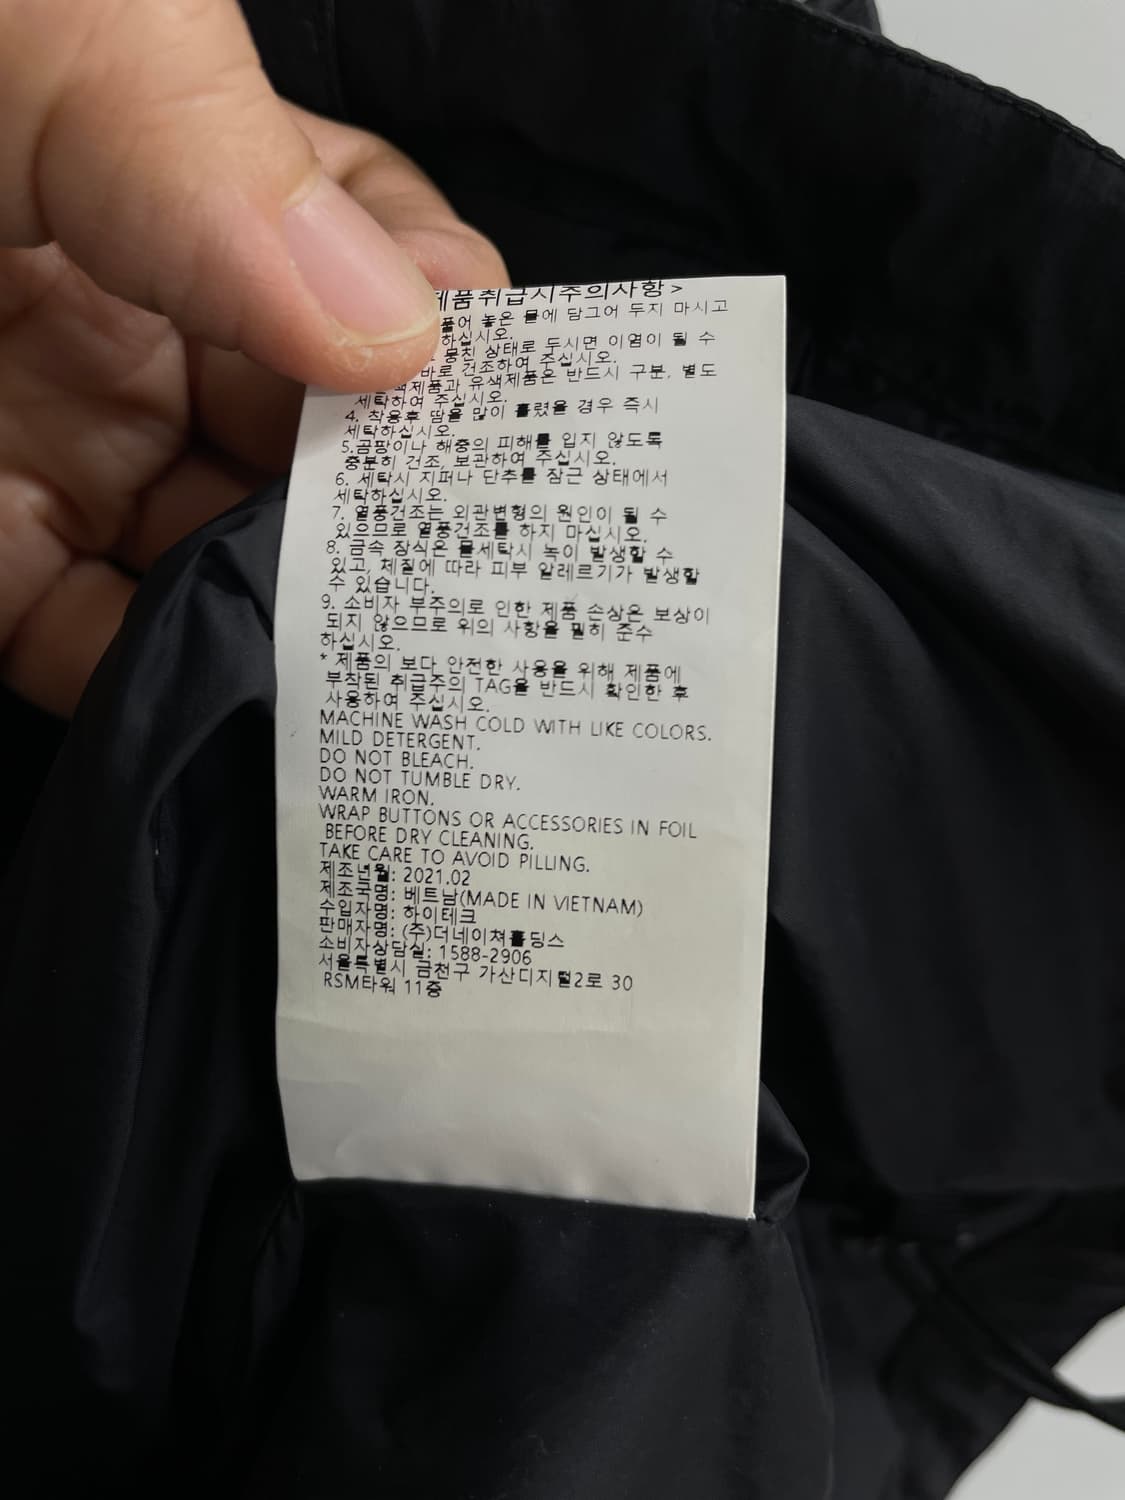 제품취급시주의사항>
풀어 놓은 물에 담그어 두지 마시고
하십시오.
뭉친 상태로 두시면 이염이 될 수
바로 건조하여 주십시오.
색제품과 유색제품은 반드시 구분, 별도
세탁하여 주십시오.
4. 착용후 땀을 많이 흘렸을 경우 즉시
세탁하십시오.
5.곰팡이나 해충의 피해를 입지 않도록
충분히 건조, 보관하여 주십시오.
6. 세탁시 지퍼나 단추를 잠근 상태에서
세탁하십시오.
7. 열풍건조는 외관변형의 원인이 될 수
있으므로 열풍건조를 하지 마십시오.
8. 금속 장식은 물세탁시 녹이 발생할 수
있고, 체질에 따라 피부 알레르기가 발생할
수 있습니다.
9. 소비자 부주의로 인한 제품 손상은 보상이
되지 않으므로 위의 사항을 필히 준수
하십시오.
* 제품의 보다 안전한 사용을 위해 제품에
부착된 취급주의 TAG을 반드시 확인한 후
사용하여 주십시오.
MACHINE WASH COLD WITH LIKE COLORS.
MILD DETERGENT.
DO NOT BLEACH.
DO NOT TUMBLE DRY.
WARM IRON.
WRAP BUTTONS OR ACCESSORIES IN FOIL
BEFORE DRY CLEANING.
TAKE CARE TO AVOID PILLING.
제조년월: 2021.02
제조국명: 베트남(MADE IN VIETNAM)
수입자명: 하이테크
판매자명: (주)더네이쳐홀딩스
소비자상담실: 1588-2906
서울특별시 금천구 가산디지털2로 30
RSM타워 11층